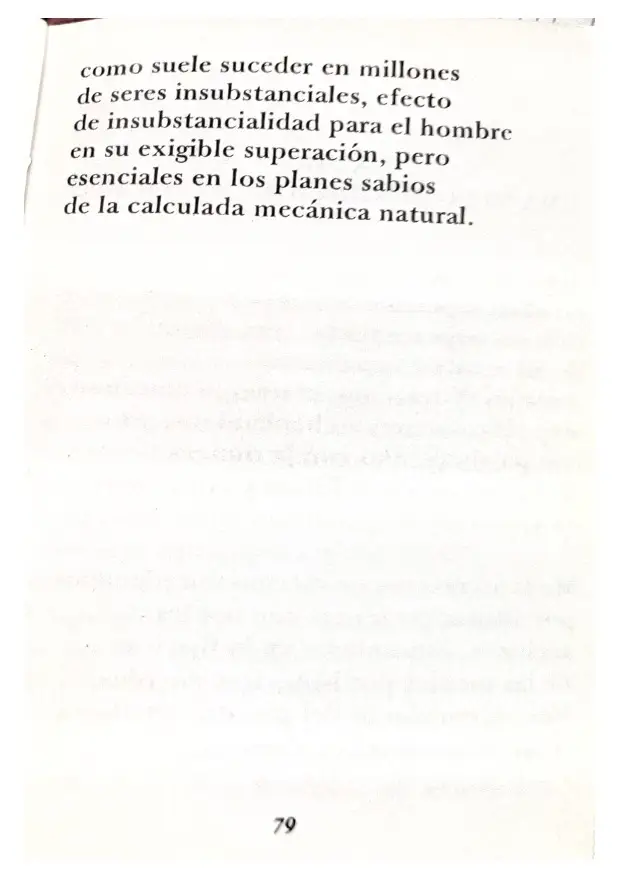 como suele suceder en millones
de seres insubstanciales, efecto
de insubstancialidad para el hombre
en su exigible superación, pero
esenciales en los planes sabios
de la calculada mecánica natural.
79